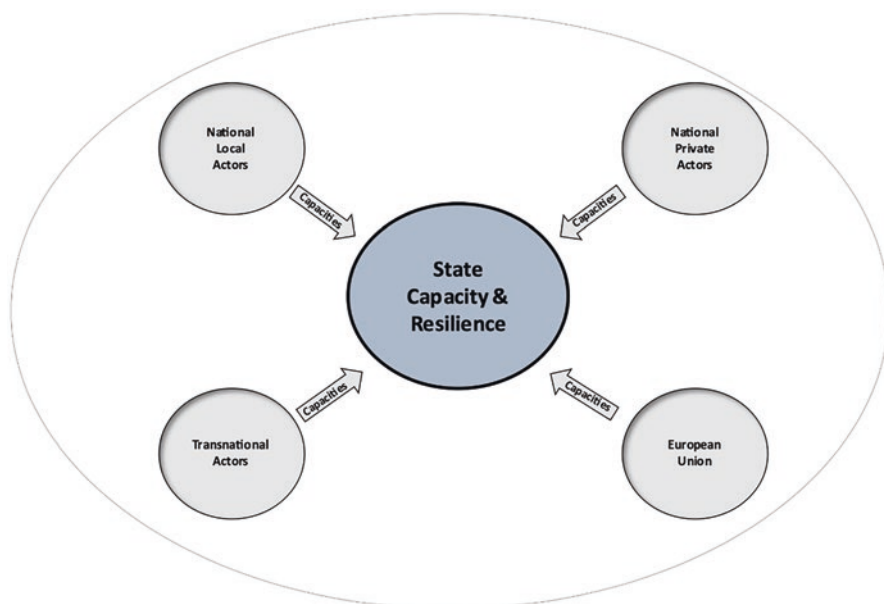 National
Local
Actors
National
Private
Actors
Capacities
Capacities
State
Capacity &
Resilience
Capacities
Capacities
Transnational
Actors
European
Union